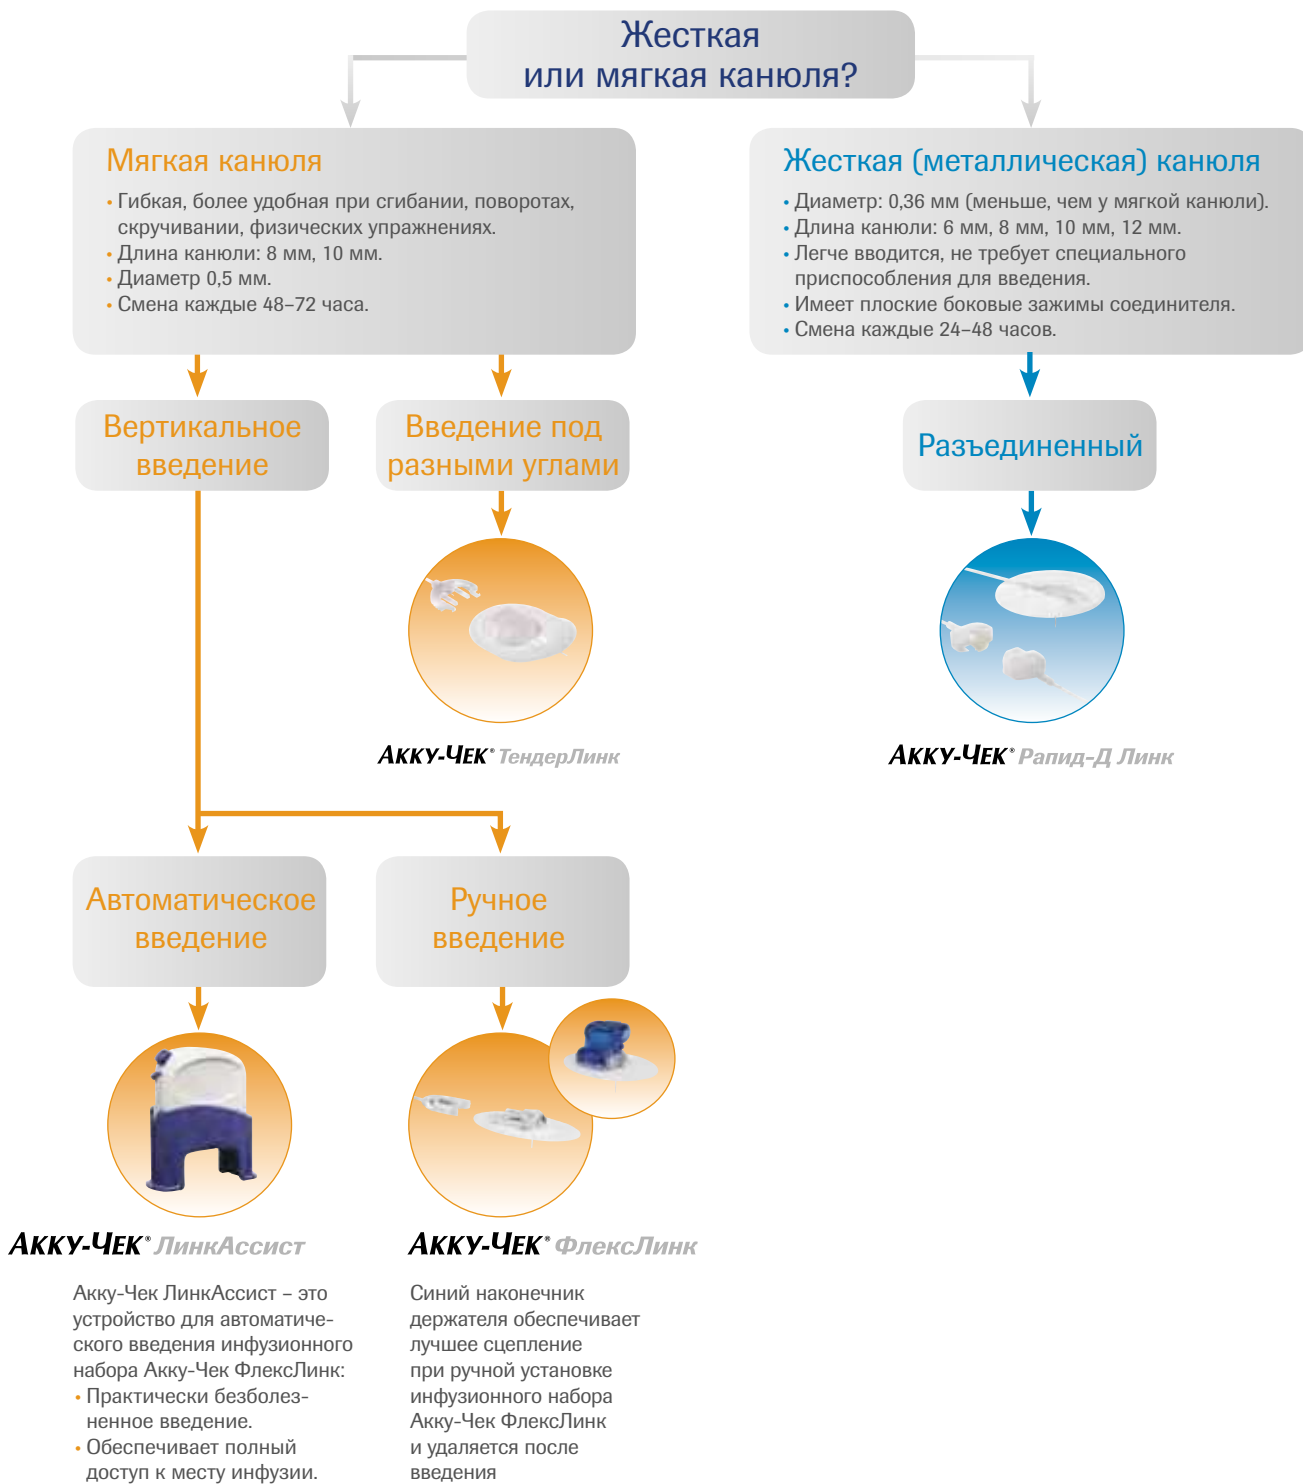 Жесткая
или мягкая канюля?
Мягкая канюля
• Гибкая, более удобная при сгибании, поворотах,
скручивании, физических упражнениях.
• Длина канюли: 8 мм, 10 мм.
• Диаметр 0,5 мм.
• Смена каждые 48–72 часа.
Жесткая (металлическая) канюля
• Диаметр: 0,36 мм (меньше, чем у мягкой канюли).
• Длина канюли: 6 мм, 8 мм, 10 мм, 12 мм.
• Легче вводится, не требует специального
приспособления для введения.
• Имеет плоские боковые зажимы соединителя.
• Смена каждые 24–48 часов.
Вертикальное
введение
Введение под
разными углами
Разъединенный
АККУ-ЧЕК® ТендерЛинк
АККУ-ЧЕК® Рапид-Д Линк
Автоматическое
введение
Ручное
введение
АККУ-ЧЕК® ЛинкАссист
Акку-Чек ЛинкАссист – это
устройство для автоматиче-
ского введения инфузионного
набора Акку-Чек ФлексЛинк:
• Практически безболез-
ненное введение.
• Обеспечивает полный
доступ к месту инфузии.
АККУ-ЧЕК® ФлексЛинк
Синий наконечник
держателя обеспечивает
лучшее сцепление
при ручной установке
инфузионного набора
Акку-Чек ФлексЛинк
и удаляется после
введения